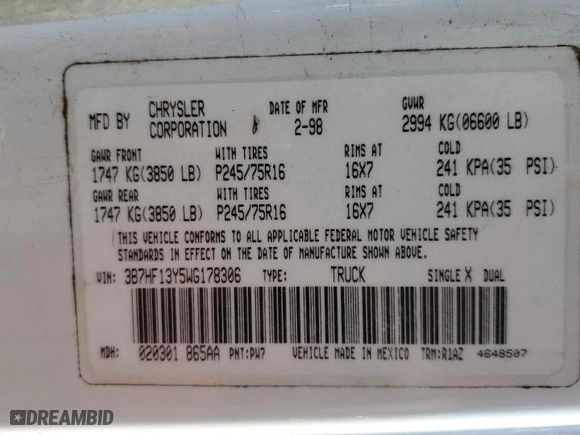 MFD BY CHRYSLER CORPORATION DATE OF MFR 2-98 GVWR 2994 KG(06600 LB)
GAWR FRONT WITH TIRES RIMS AT COLD
1747 KG(3850 LB) P245/75R16 16X7 241 KPA(35 PSI)
GAWR REAR WITH TIRES RIMS AT COLD
1747 KG(3850 LB) P245/75R16 16X7 241 KPA(35 PSI)
THIS VEHICLE CONFORMS TO ALL APPLICABLE FEDERAL MOTOR VEHICLE SAFETY
STANDARDS IN EFFECT ON THE DATE OF MANUFACTURE SHOWN ABOVE
VIN: 3B7HF13Y5WG178306 TYPE: TRUCK SINGLE X DUAL
MDH: 020301 865AA PNT:PW7 VEHICLE MADE IN MEXICO TRM:R1AZ 4648507
DREAMBID